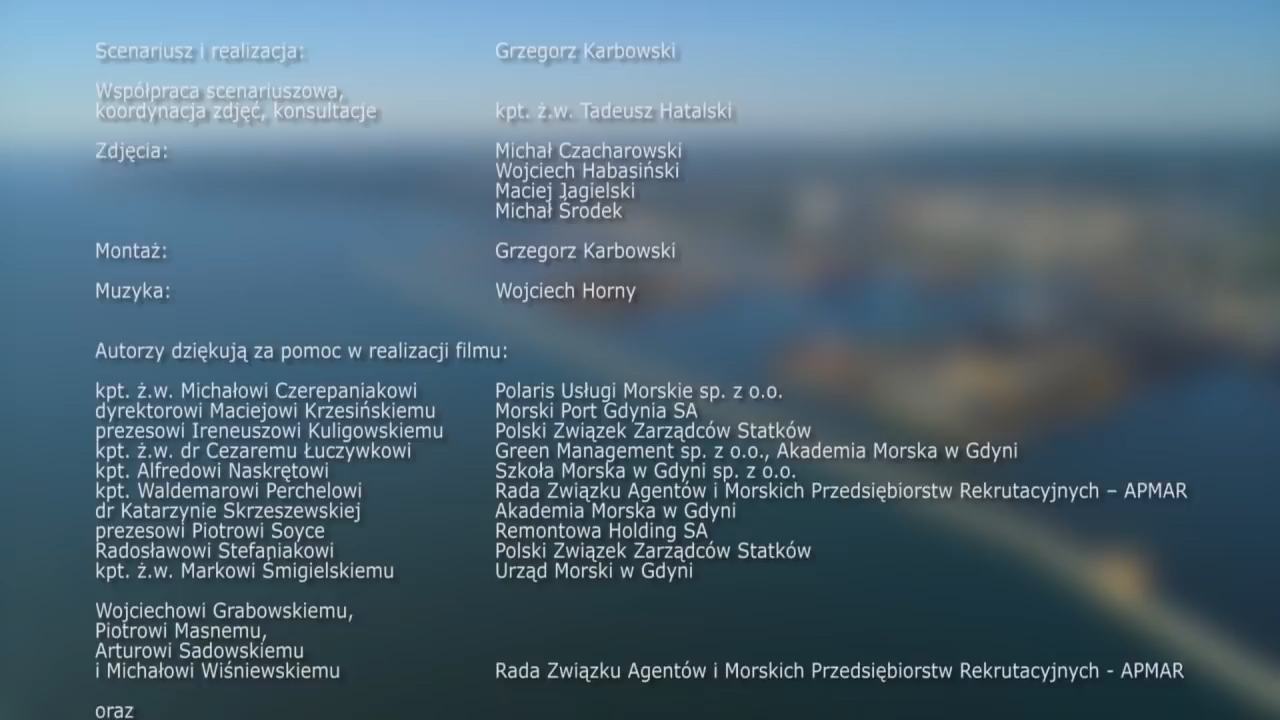 Scenariusz i realizacja: Grzegorz Karbowski
Współpraca scenariuszowa,
koordynacja zdjęć, konsultacje kpt. ż.w. Tadeusz Hatalski
Zdjęcia: Michał Czacharowski
Wojciech Habasiński
Maciej Jagielski
Michał Środek
Montaż: Grzegorz Karbowski
Muzyka: Wojciech Horny
Autorzy dziękują za pomoc w realizacji filmu:
kpt. ż.w. Michałowi Czerepaniakowi Polaris Usługi Morskie sp. z o.o.
dyrektorowi Maciejowi Krzesińskiemu Morski Port Gdynia SA
prezesowi Ireneuszowi Kuligowskiemu Polski Związek Zarządców Statków
kpt. ż.w. dr Cezaremu Łuczywkowi Green Management sp. z o.o., Akademia Morska w Gdyni
kpt. Alfredowi Naskrętowi Szkoła Morska w Gdyni sp. z o.o.
kpt. Waldemarowi Perchelowi Rada Związku Agentów i Morskich Przedsiębiorstw Rekrutacyjnych – APMAR
dr Katarzynie Skrzeszewskiej Akademia Morska w Gdyni
prezesowi Piotrowi Soyce Remontowa Holding SA
Radosławowi Stefaniakowi Polski Związek Zarządców Statków
kpt. ż.w. Markowi Śmigielskiemu Urząd Morski w Gdyni
Wojciechowi Grabowskiemu,
Piotrowi Masnemu,
Arturowi Sadowskiemu
i Michałowi Wiśniewskiemu Rada Związku Agentów i Morskich Przedsiębiorstw Rekrutacyjnych - APMAR
oraz